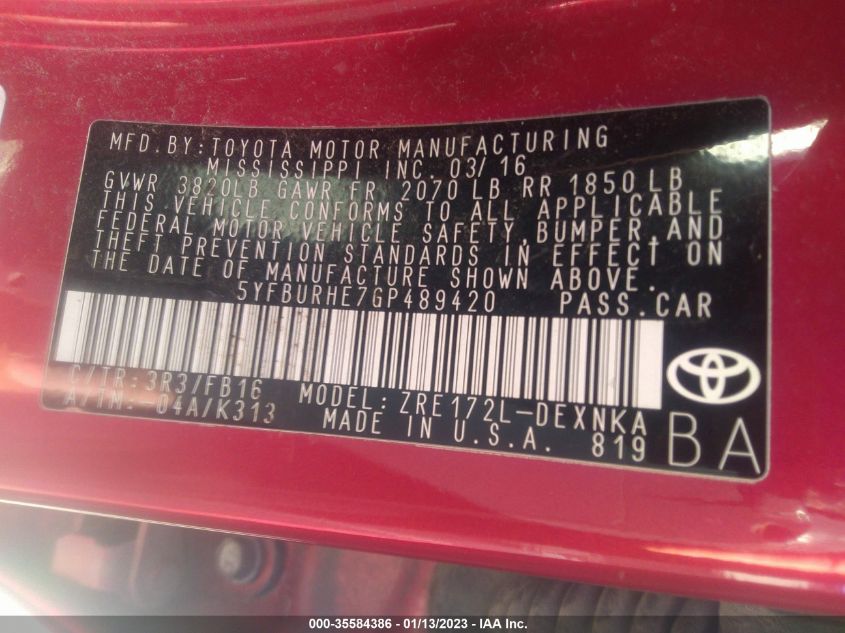 MFD.BY:TOYOTA MOTOR MANUFACTURING
MISSISSIPPI INC. 03/16
GVWR 3820LB GAWR FR 2070 LB RR 1850 LB
THIS VEHICLE CONFORMS TO ALL APPLICABLE
FEDERAL MOTOR VEHICLE SAFETY,BUMPER,AND
THEFT PREVENTION STANDARDS IN EFFECT ON
THE DATE OF MANUFACTURE SHOWN ABOVE.
5YFBURHE7GP489420 PASS.CAR
C/TR:3R3/FB16 MODEL:ZRE172L-DEXNKA
A/TN: 04A/K313 MADE IN U.S.A. 819 BA
000-35584386 - 01/13/2023 - IAA Inc.